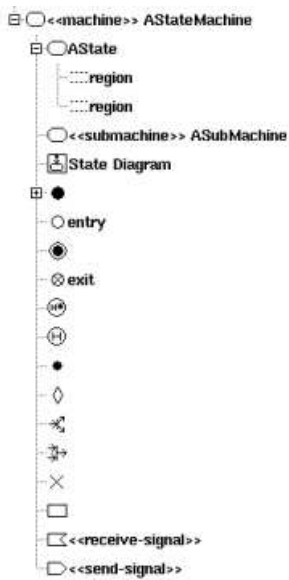 <<machine>> AStateMachine
AState
region
region
<<submachine>> ASubMachine
State Diagram
entry
exit
H*
H
<<receive-signal>>
<<send-signal>>